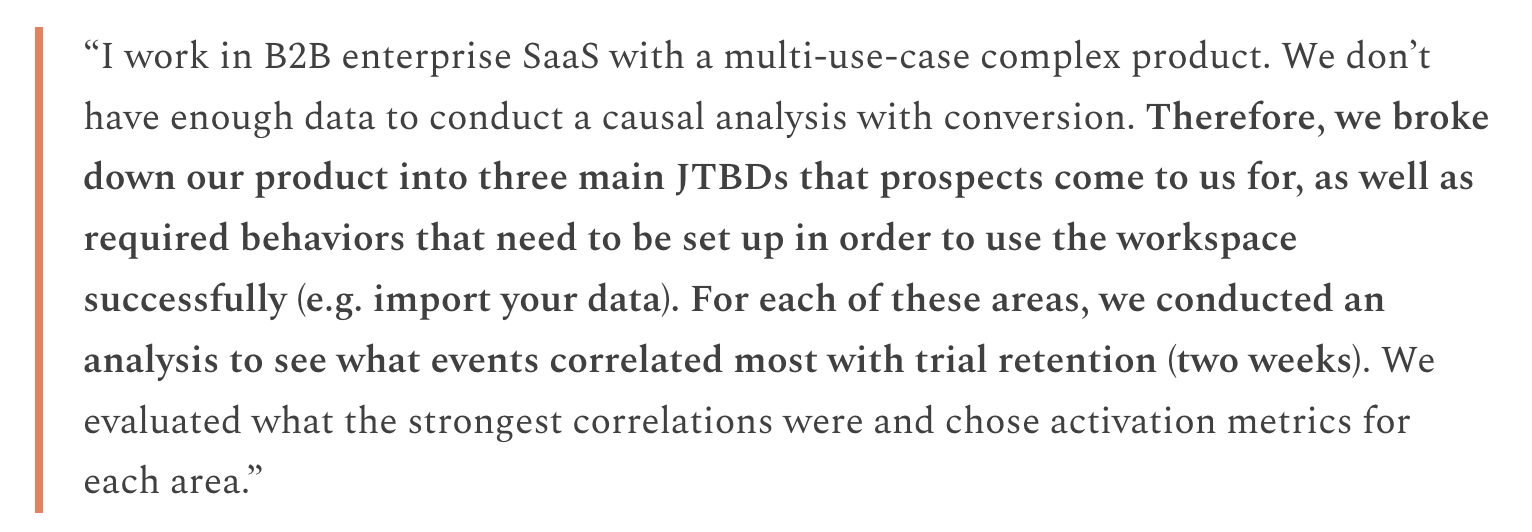 “I work in B2B enterprise SaaS with a multi-use-case complex product. We don’t
have enough data to conduct a causal analysis with conversion. Therefore, we broke
down our product into three main JTBDs that prospects come to us for, as well as
required behaviors that need to be set up in order to use the workspace
successfully (e.g. import your data). For each of these areas, we conducted an
analysis to see what events correlated most with trial retention (two weeks). We
evaluated what the strongest correlations were and chose activation metrics for
each area.”